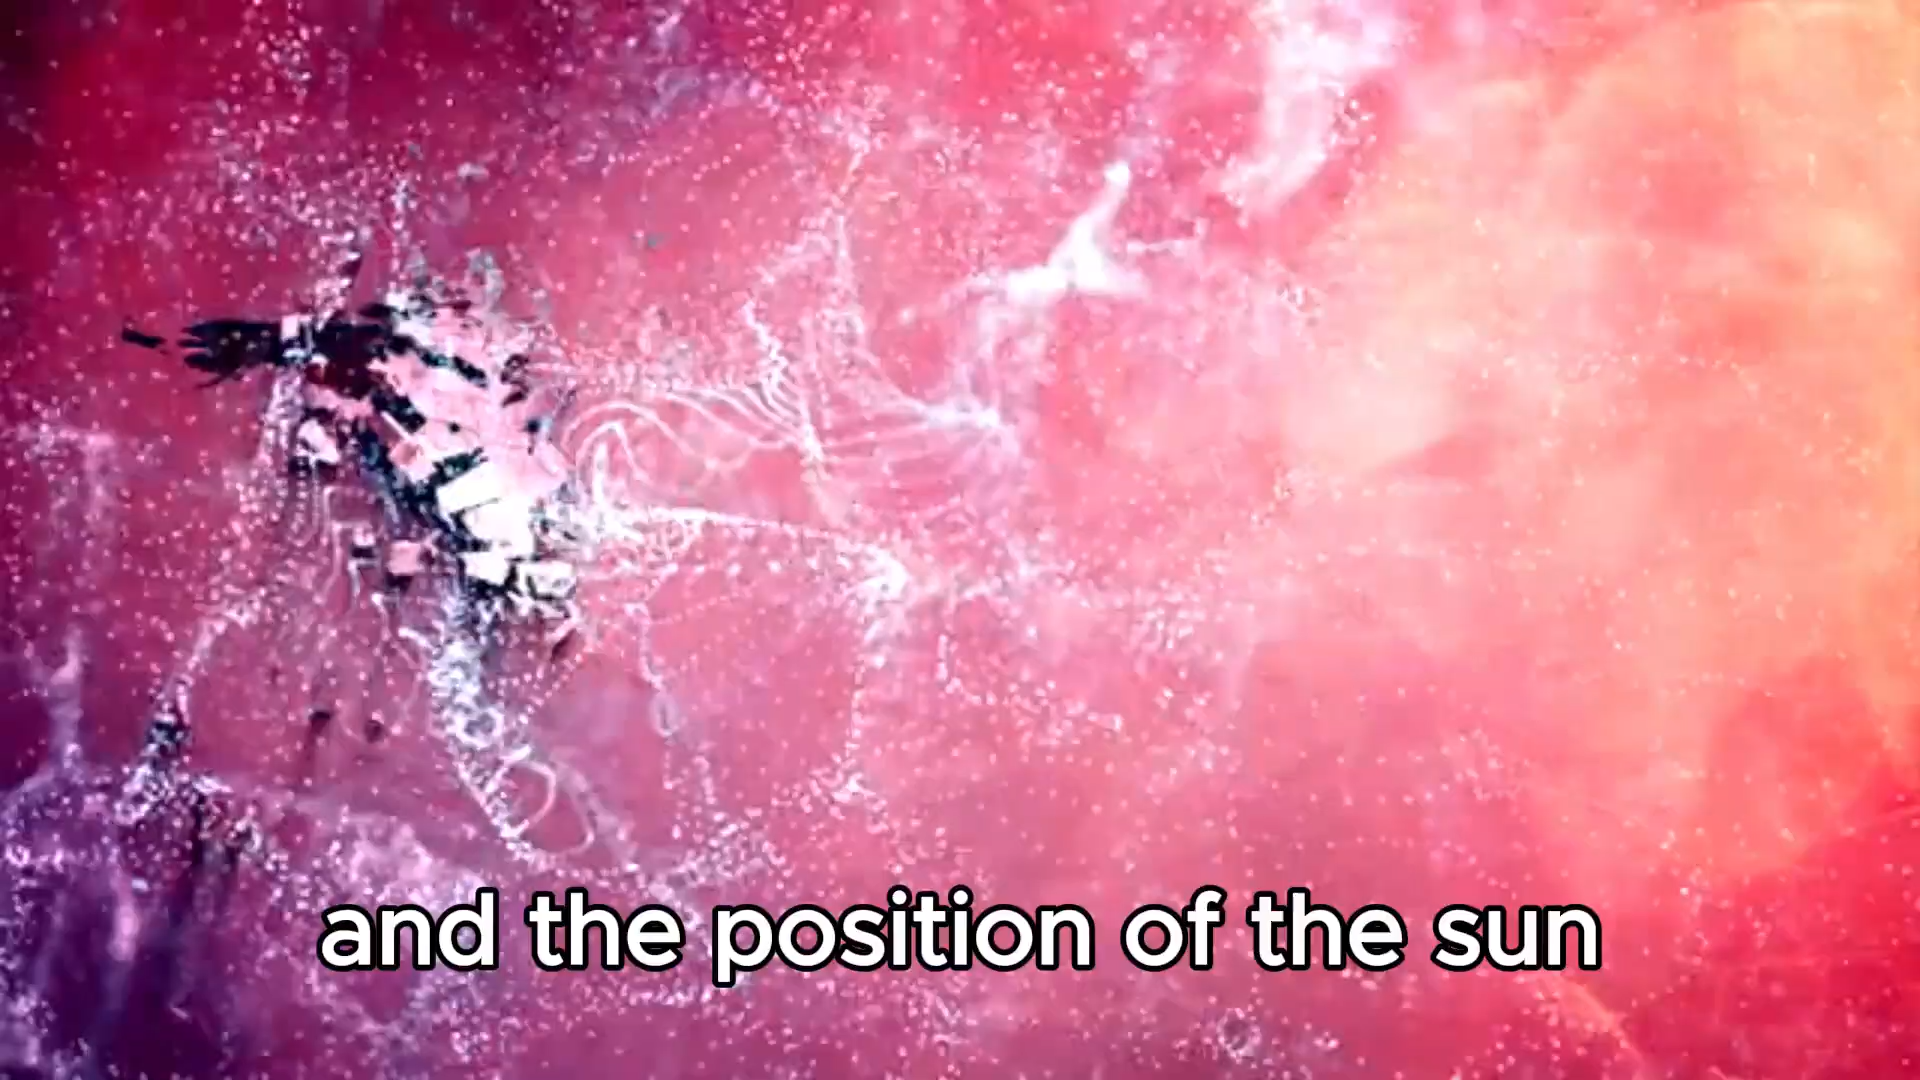 and the position of the sun